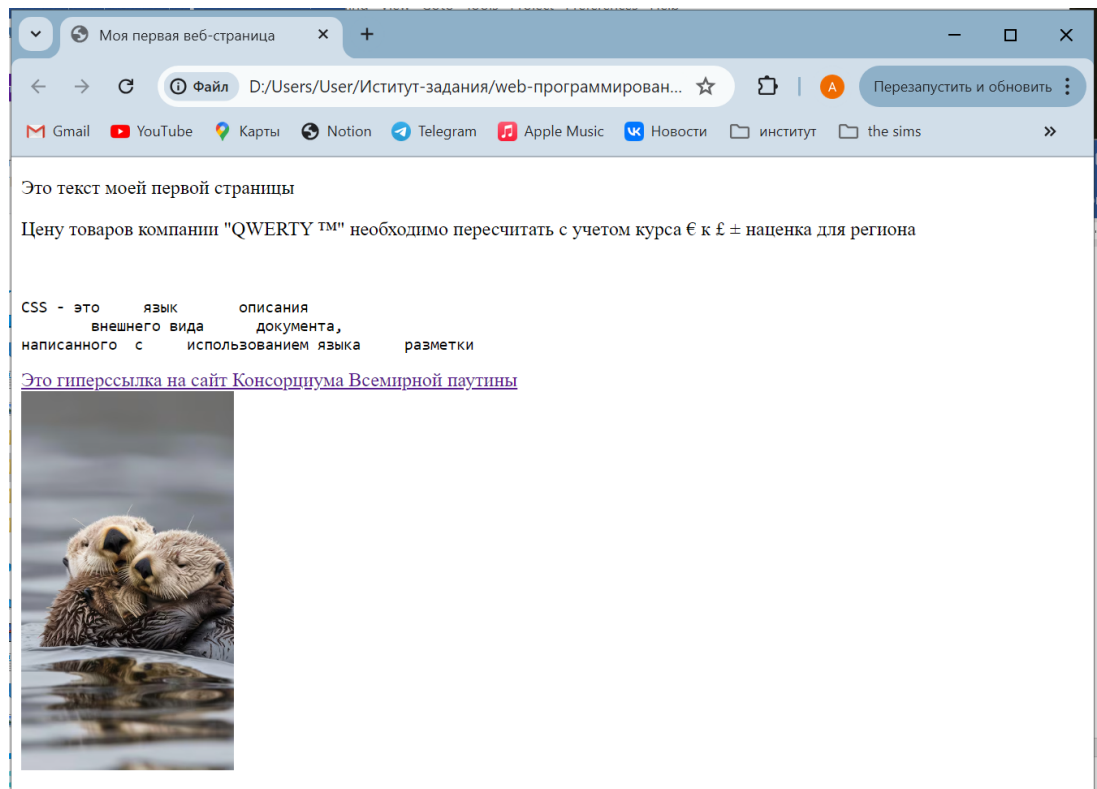 Моя первая веб-страница
Файл D:/Users/User/Иститут-задания/web-программирован... А Перезапустить и обновить
Gmail YouTube Карты Notion Telegram Apple Music Новости институт the sims
Это текст моей первой страницы
Цену товаров компании "QWERTY ™" необходимо пересчитать с учетом курса € к £ ± наценка для региона
CSS - это язык описания
внешнего вида документа,
написанного с использованием языка разметки
Это гиперссылка на сайт Консорциума Всемирной паутины